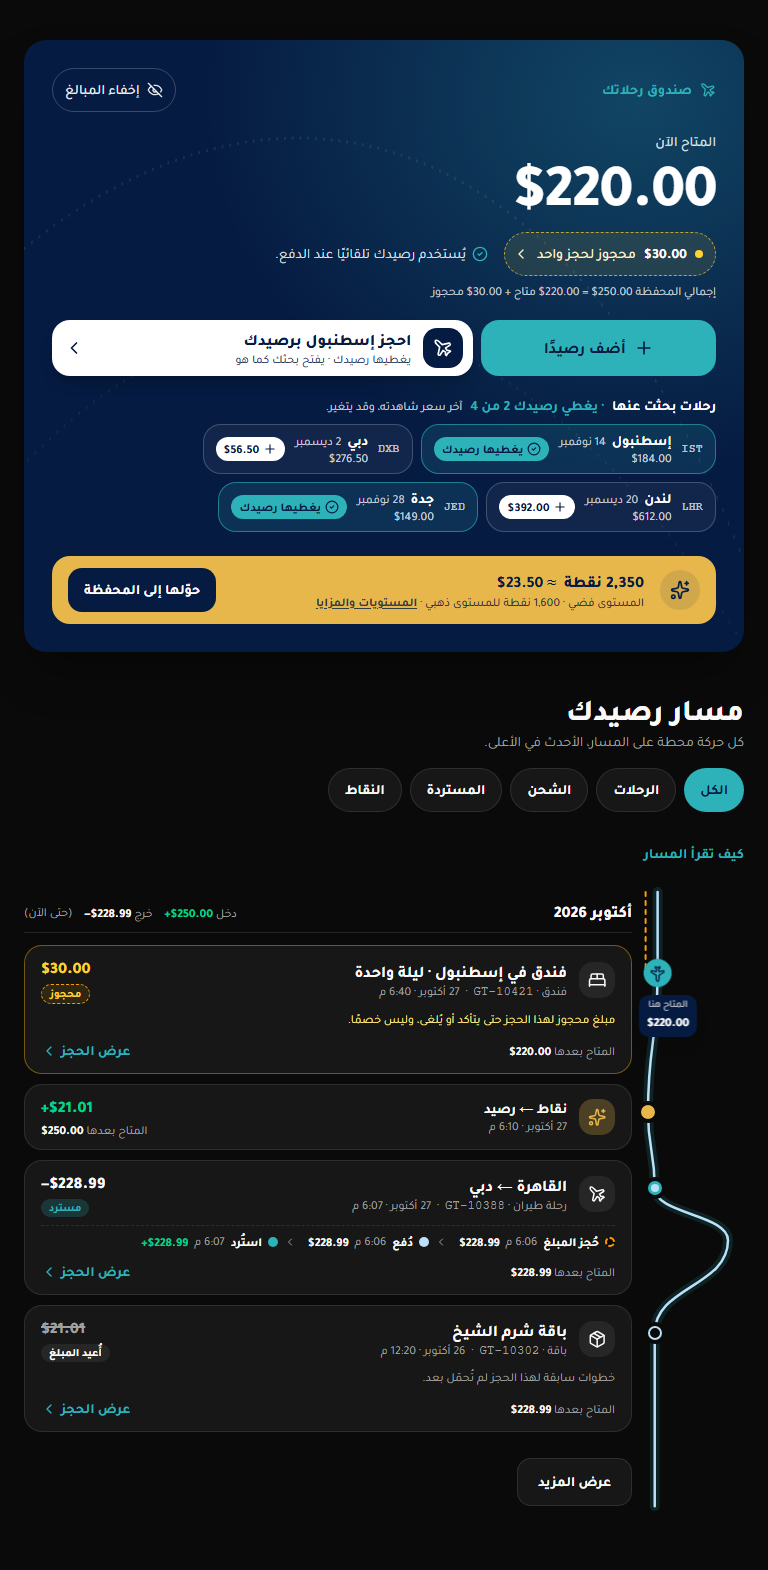 صندوق رحلاتك
إخفاء المبالغ
المتاح الآن
$220.00
$30.00 محجوز لحجز واحد
يُستخدم رصيدك تلقائيًا عند الدفع.
إجمالي المحفظة $250.00 = $220.00 متاح + $30.00 محجوز
أضف رصيدًا
احجز إسطنبول برصيدك
يغطيها رصيدك · يفتح بحثك كما هو
رحلات بحثت عنها · يغطي رصيدك 2 من 4 آخر سعر شاهدته، وقد يتغير.
IST إسطنبول 14 نوفمبر
$184.00
يغطيها رصيدك
DXB دبي 2 ديسمبر
$276.50
+ $56.50
LHR لندن 20 ديسمبر
$612.00
+ $392.00
JED جدة 28 نوفمبر
$149.00
يغطيها رصيدك
2,350 نقطة ≈ $23.50
المستوى فضي · 1,600 نقطة للمستوى ذهبي · المستويات والمزايا
حوّلها إلى المحفظة
مسار رصيدك
كل حركة محطة على المسار، الأحدث في الأعلى.
الكل
الرحلات
الشحن
المستردة
النقاط
كيف تقرأ المسار
أكتوبر 2026
دخل +$250.00 خرج −$228.99 (حتى الآن)
المتاح هنا
$220.00
فندق في إسطنبول · ليلة واحدة
$30.00
فندق · GT-10421 · 27 أكتوبر، 6:40 م
محجوز
مبلغ محجوز لهذا الحجز حتى يتأكد أو يُلغى، وليس خصمًا.
المتاح بعدها $220.00
عرض الحجز
نقاط ← رصيد
+$21.01
27 أكتوبر، 6:10 م
المتاح بعدها $250.00
القاهرة ← دبي
−$228.99
رحلة طيران · GT-10388 · 27 أكتوبر، 6:07 م
مسترد
حُجز المبلغ 6:06 م $228.99
دُفع 6:06 م $228.99
استُرد 6:07 م +$228.99
المتاح بعدها $228.99
عرض الحجز
باقة شرم الشيخ
$21.01
باقة · GT-10302 · 26 أكتوبر، 12:20 م
أُعيد المبلغ
خطوات سابقة لهذا الحجز لم تُحمّل بعد.
المتاح بعدها $228.99
عرض الحجز
عرض المزيد